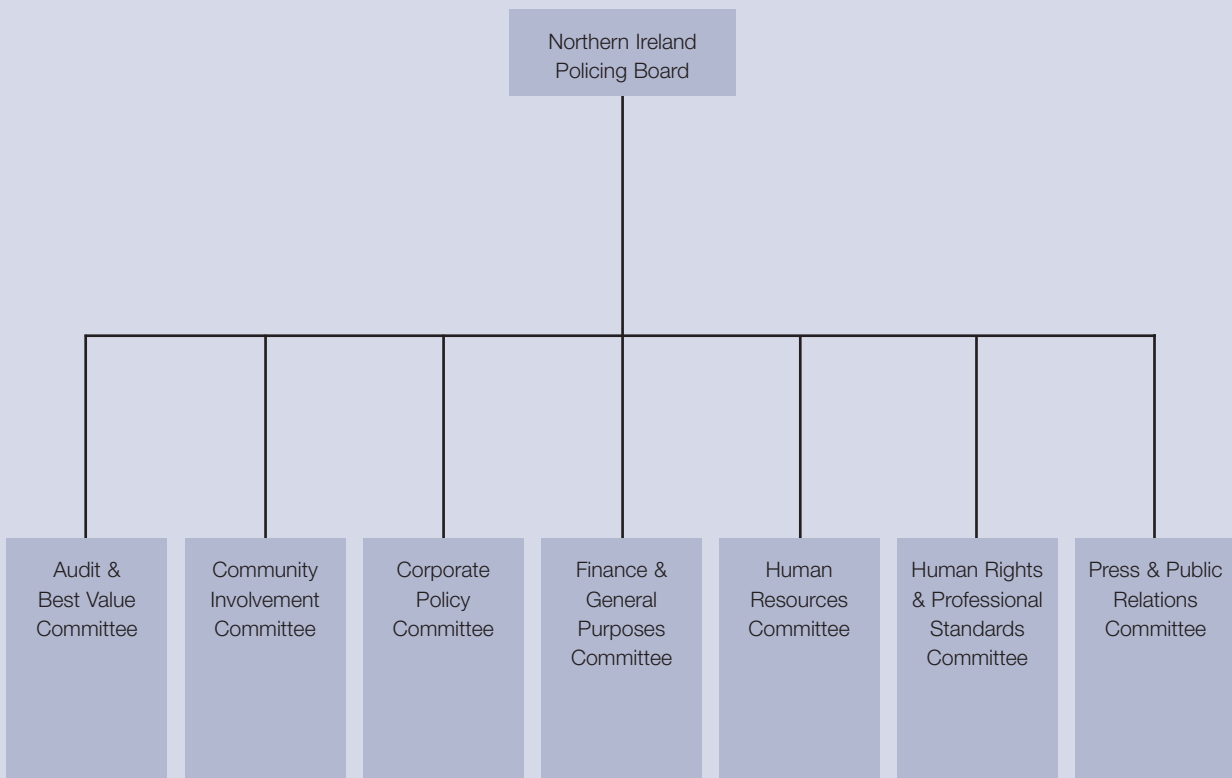 Northern Ireland
Policing Board
Audit &
Best Value
Committee
Community
Involvement
Committee
Corporate
Policy
Committee
Finance &
General
Purposes
Committee
Human
Resources
Committee
Human Rights
& Professional
Standards
Committee
Press & Public
Relations
Committee